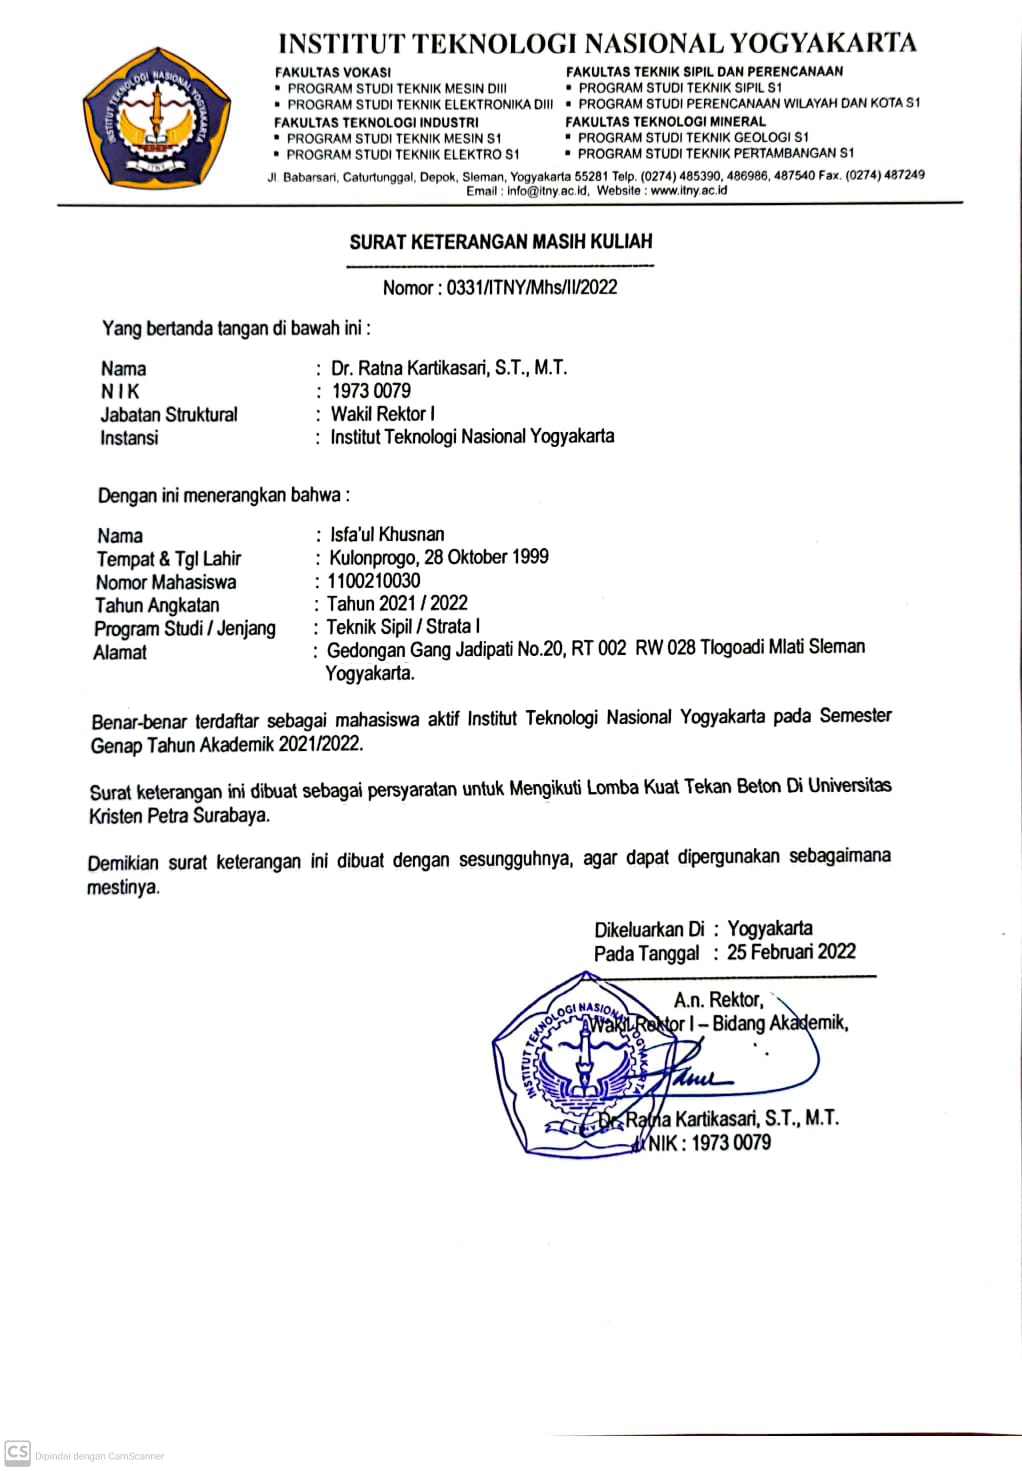 INSTITUT TEKNOLOGI NASIONAL YOGYAKARTA
FAKULTAS VOKASI
▪ PROGRAM STUDI TEKNIK MESIN DIII
▪ PROGRAM STUDI TEKNIK ELEKTRONIKA DIII
FAKULTAS TEKNOLOGI INDUSTRI
▪ PROGRAM STUDI TEKNIK MESIN S1
▪ PROGRAM STUDI TEKNIK ELEKTRO S1
FAKULTAS TEKNIK SIPIL DAN PERENCANAAN
▪ PROGRAM STUDI TEKNIK SIPIL S1
▪ PROGRAM STUDI PERENCANAAN WILAYAH DAN KOTA S1
FAKULTAS TEKNOLOGI MINERAL
▪ PROGRAM STUDI TEKNIK GEOLOGI S1
▪ PROGRAM STUDI TEKNIK PERTAMBANGAN S1
INSTITUT TEKNOLOGI NASIONAL YOGYAKARTA
ITNY
Jl. Babarsari, Caturtunggal, Depok, Sleman, Yogyakarta 55281 Telp. (0274) 485390, 486986, 487540 Fax. (0274) 487249
Email : info@itny.ac.id, Website : www.itny.ac.id
SURAT KETERANGAN MASIH KULIAH
Nomor : 0331/ITNY/Mhs/II/2022
Yang bertanda tangan di bawah ini :
Nama : Dr. Ratna Kartikasari, S.T., M.T.
N I K : 1973 0079
Jabatan Struktural : Wakil Rektor I
Instansi : Institut Teknologi Nasional Yogyakarta
Dengan ini menerangkan bahwa :
Nama : Isfa'ul Khusnan
Tempat & Tgl Lahir : Kulonprogo, 28 Oktober 1999
Nomor Mahasiswa : 1100210030
Tahun Angkatan : Tahun 2021 / 2022
Program Studi / Jenjang : Teknik Sipil / Strata I
Alamat : Gedongan Gang Jadipati No.20, RT 002 RW 028 Tlogoadi Mlati Sleman
Yogyakarta.
Benar-benar terdaftar sebagai mahasiswa aktif Institut Teknologi Nasional Yogyakarta pada Semester
Genap Tahun Akademik 2021/2022.
Surat keterangan ini dibuat sebagai persyaratan untuk Mengikuti Lomba Kuat Tekan Beton Di Universitas
Kristen Petra Surabaya.
Demikian surat keterangan ini dibuat dengan sesungguhnya, agar dapat dipergunakan sebagaimana
mestinya.
Dikeluarkan Di : Yogyakarta
Pada Tanggal : 25 Februari 2022
A.n. Rektor,
Wakil Rektor I – Bidang Akademik,
INSTITUT TEKNOLOGI NASIONAL YOGYAKARTA
ITNY
Dr. Ratna Kartikasari, S.T., M.T.
NIK : 1973 0079
CS Dipindai dengan CamScanner